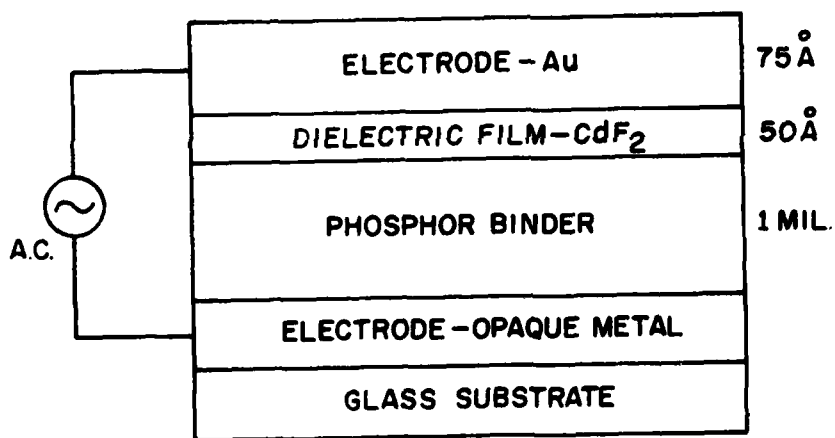 ELECTRODE-Au 75Å
DIELECTRIC FILM-CdF₂ 50Å
PHOSPHOR BINDER 1 MIL.
A.C.
ELECTRODE-OPAQUE METAL
GLASS SUBSTRATE